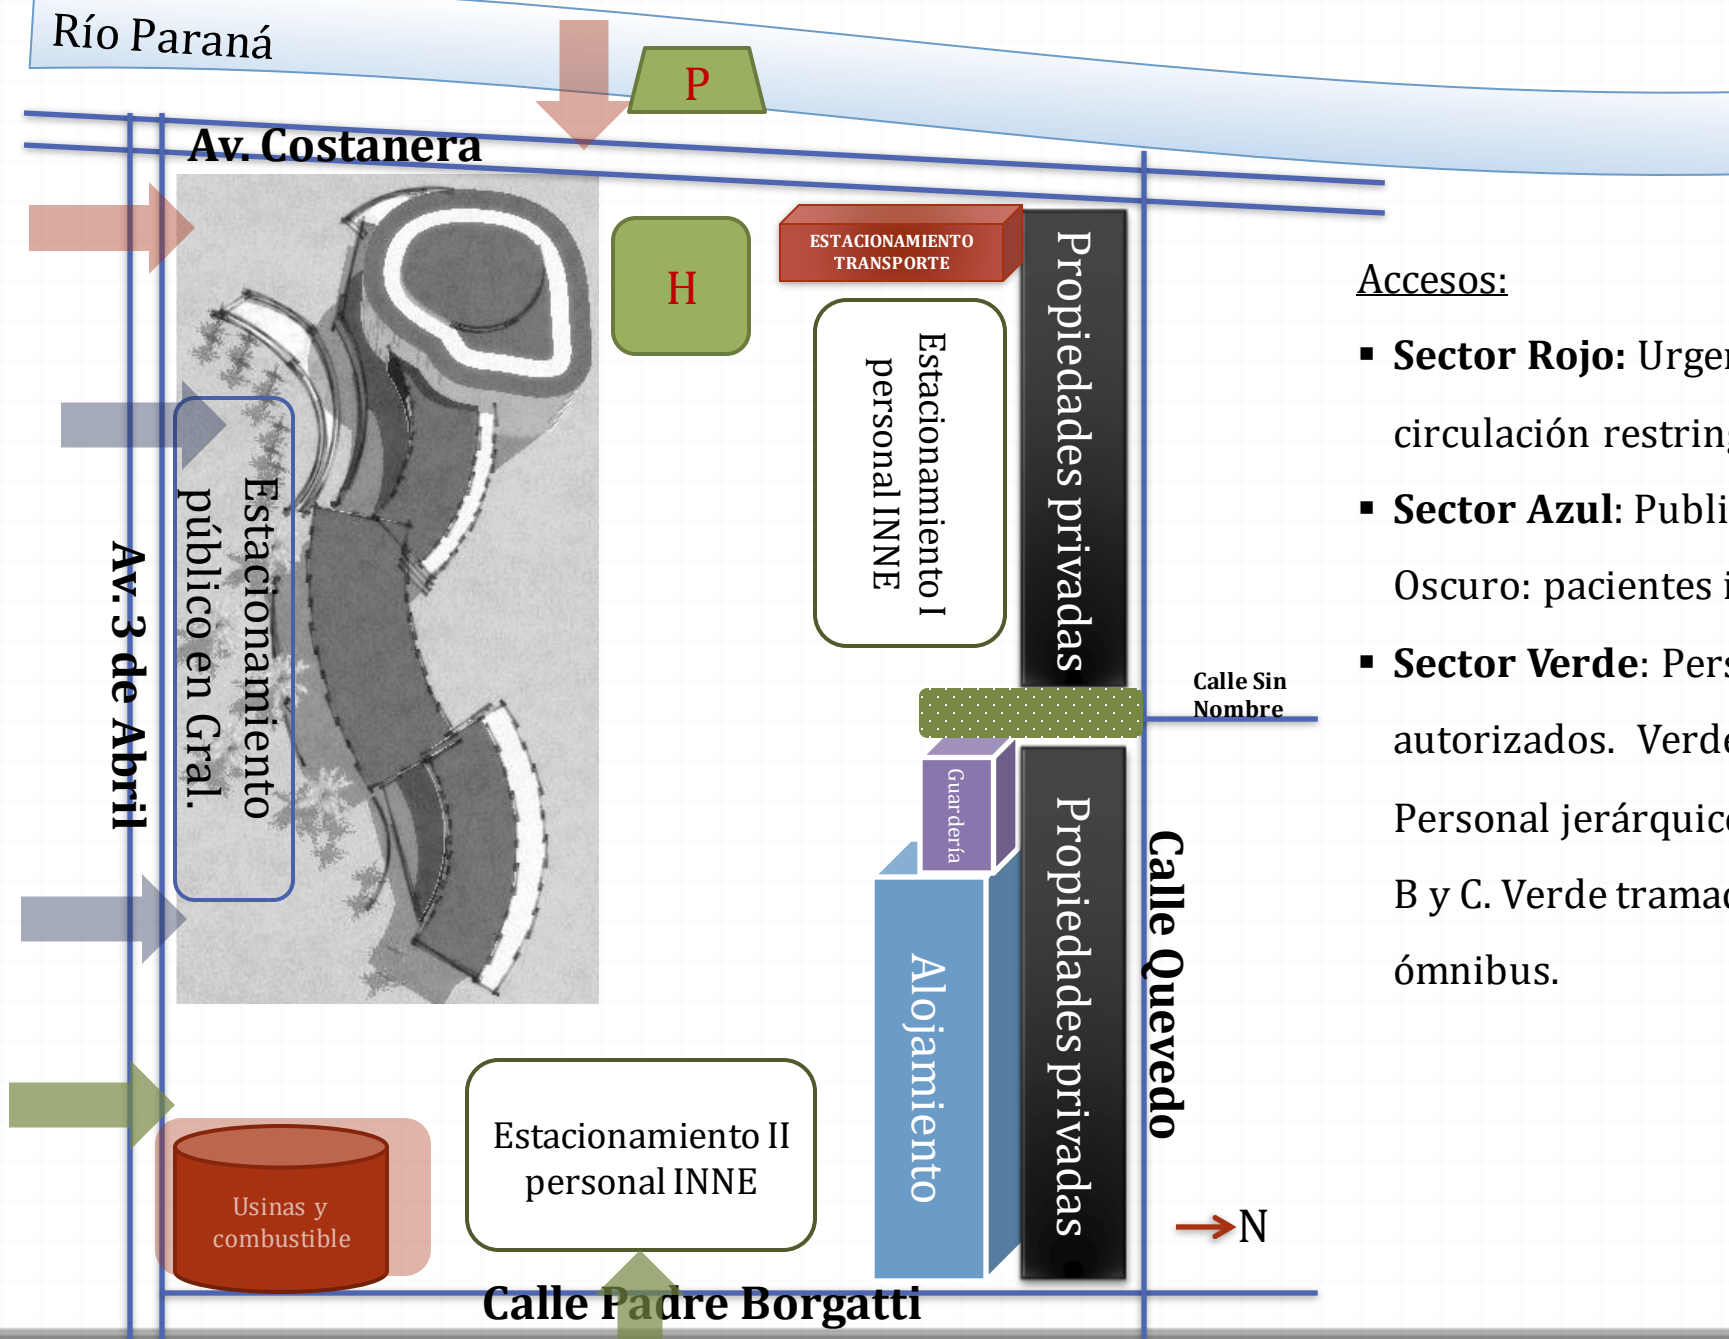 Río Paraná
P
Av. Costanera
H
ESTACIONAMIENTO
TRANSPORTE
Propiedades privadas
Estacionamiento I
personal INNE
Estacionamiento
público en Gral.
Av. 3 de Abril
Calle Sin
Nombre
Guardería
Alojamiento
Propiedades privadas
Calle Quevedo
Estacionamiento II
personal INNE
Usinas y
combustible
N
Calle Padre Borgatti
Accesos:
▪ Sector Rojo: Urgen
circulación restring
▪ Sector Azul: Publi
Oscuro: pacientes i
▪ Sector Verde: Pers
autorizados. Verde
Personal jerárquico
B y C. Verde tramad
ómnibus.